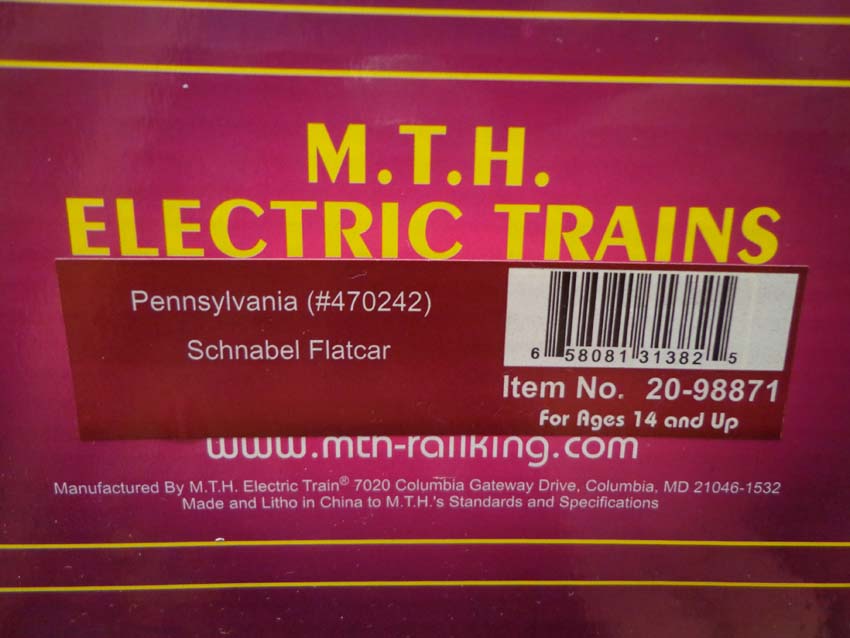 M.T.H.
ELECTRIC TRAINS
Pennsylvania (#470242)
Schnabel Flatcar
6 58081 31382 5
Item No. 20-98871
For Ages 14 and Up
www.mth-railking.com
Manufactured By M.T.H. Electric Train® 7020 Columbia Gateway Drive, Columbia, MD 21046-1532
Made and Litho in China to M.T.H.'s Standards and Specifications